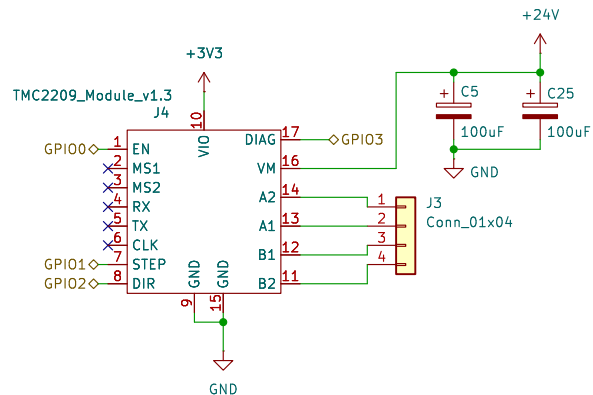 +24V
+3V3
TMC2209_Module_v1.3
J4
10
VIO
+ C5
100uF
+ C25
100uF
GND
GPIO0 1 EN
2 MS1
3 MS2
4 RX
5 TX
6 CLK
GPIO1 7 STEP
GPIO2 8 DIR
DIAG 17 GPIO3
VM 16
A2 14
A1 13
B1 12
B2 11
GND
9
GND
15
GND
J3
Conn_01x04
1
2
3
4